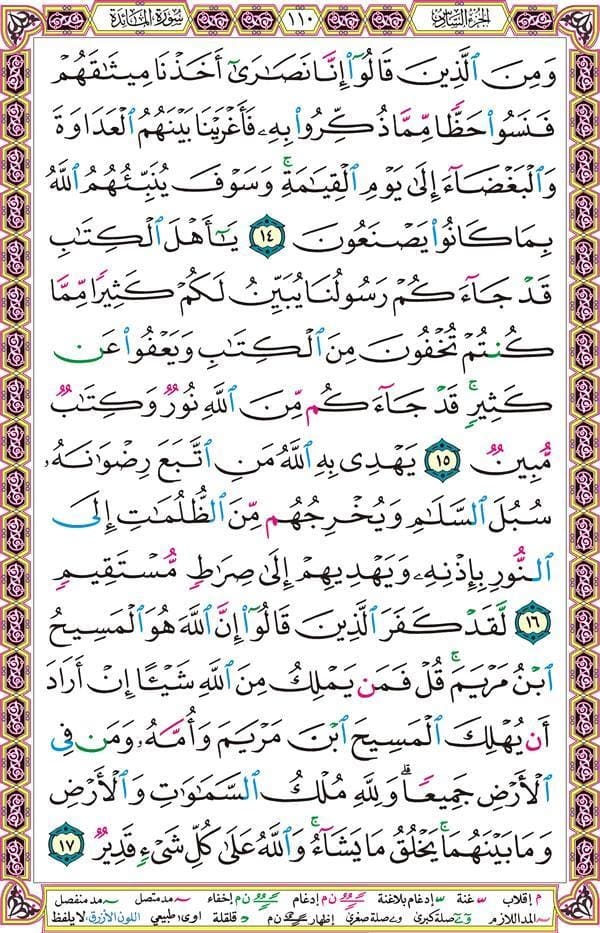 الجزء السادس ١١٠ سورة المائدة
وَمِنَ ٱلَّذِينَ قَالُوٓا۟ إِنَّا نَصَـٰرَىٰٓ أَخَذْنَا مِيثَـٰقَهُمْ
فَنَسُوا۟ حَظًّا مِّمَّا ذُكِّرُوا۟ بِهِۦ فَأَغْرَيْنَا بَيْنَهُمُ ٱلْعَدَاوَةَ
وَٱلْبَغْضَآءَ إِلَىٰ يَوْمِ ٱلْقِيَـٰمَةِ ۚ وَسَوْفَ يُنَبِّئُهُمُ ٱللَّهُ
بِمَا كَانُوا۟ يَصْنَعُونَ ١٤ يَـٰٓأَهْلَ ٱلْكِتَـٰبِ
قَدْ جَآءَكُمْ رَسُولُنَا يُبَيِّنُ لَكُمْ كَثِيرًا مِّمَّا
كُنتُمْ تُخْفُونَ مِنَ ٱلْكِتَـٰبِ وَيَعْفُوا۟ عَن
كَثِيرٍ ۚ قَدْ جَآءَكُم مِّنَ ٱللَّهِ نُورٌ وَكِتَـٰبٌ
مُّبِينٌ ١٥ يَهْدِى بِهِ ٱللَّهُ مَنِ ٱتَّبَعَ رِضْوَٰنَهُۥ
سُبُلَ ٱلسَّلَـٰمِ وَيُخْرِجُهُم مِّنَ ٱلظُّلُمَـٰتِ إِلَى
ٱلنُّورِ بِإِذْنِهِۦ وَيَهْدِيهِمْ إِلَىٰ صِرَٰطٍ مُّسْتَقِيمٍ
١٦ لَّقَدْ كَفَرَ ٱلَّذِينَ قَالُوٓا۟ إِنَّ ٱللَّهَ هُوَ ٱلْمَسِيحُ
ٱبْنُ مَرْيَمَ ۚ قُلْ فَمَن يَمْلِكُ مِنَ ٱللَّهِ شَيْـًٔا إِنْ أَرَادَ
أَن يُهْلِكَ ٱلْمَسِيحَ ٱبْنَ مَرْيَمَ وَأُمَّهُۥ وَمَن فِى
ٱلْأَرْضِ جَمِيعًا ۗ وَلِلَّهِ مُلْكُ ٱلسَّمَـٰوَٰتِ وَٱلْأَرْضِ
وَمَا بَيْنَهُمَا ۚ يَخْلُقُ مَا يَشَآءُ ۚ وَٱللَّهُ عَلَىٰ كُلِّ شَىْءٍ قَدِيرٌ ١٧
م إقلاب غنة إدغام بلاغنة ن م إدغام ن م إخفاء مد متصل مد منفصل
المد اللازم صلة كبرى صلة صغرى إظهار ن م قلقلة اوى؛ طبيعي اللون الأزرق، لا يلفظ